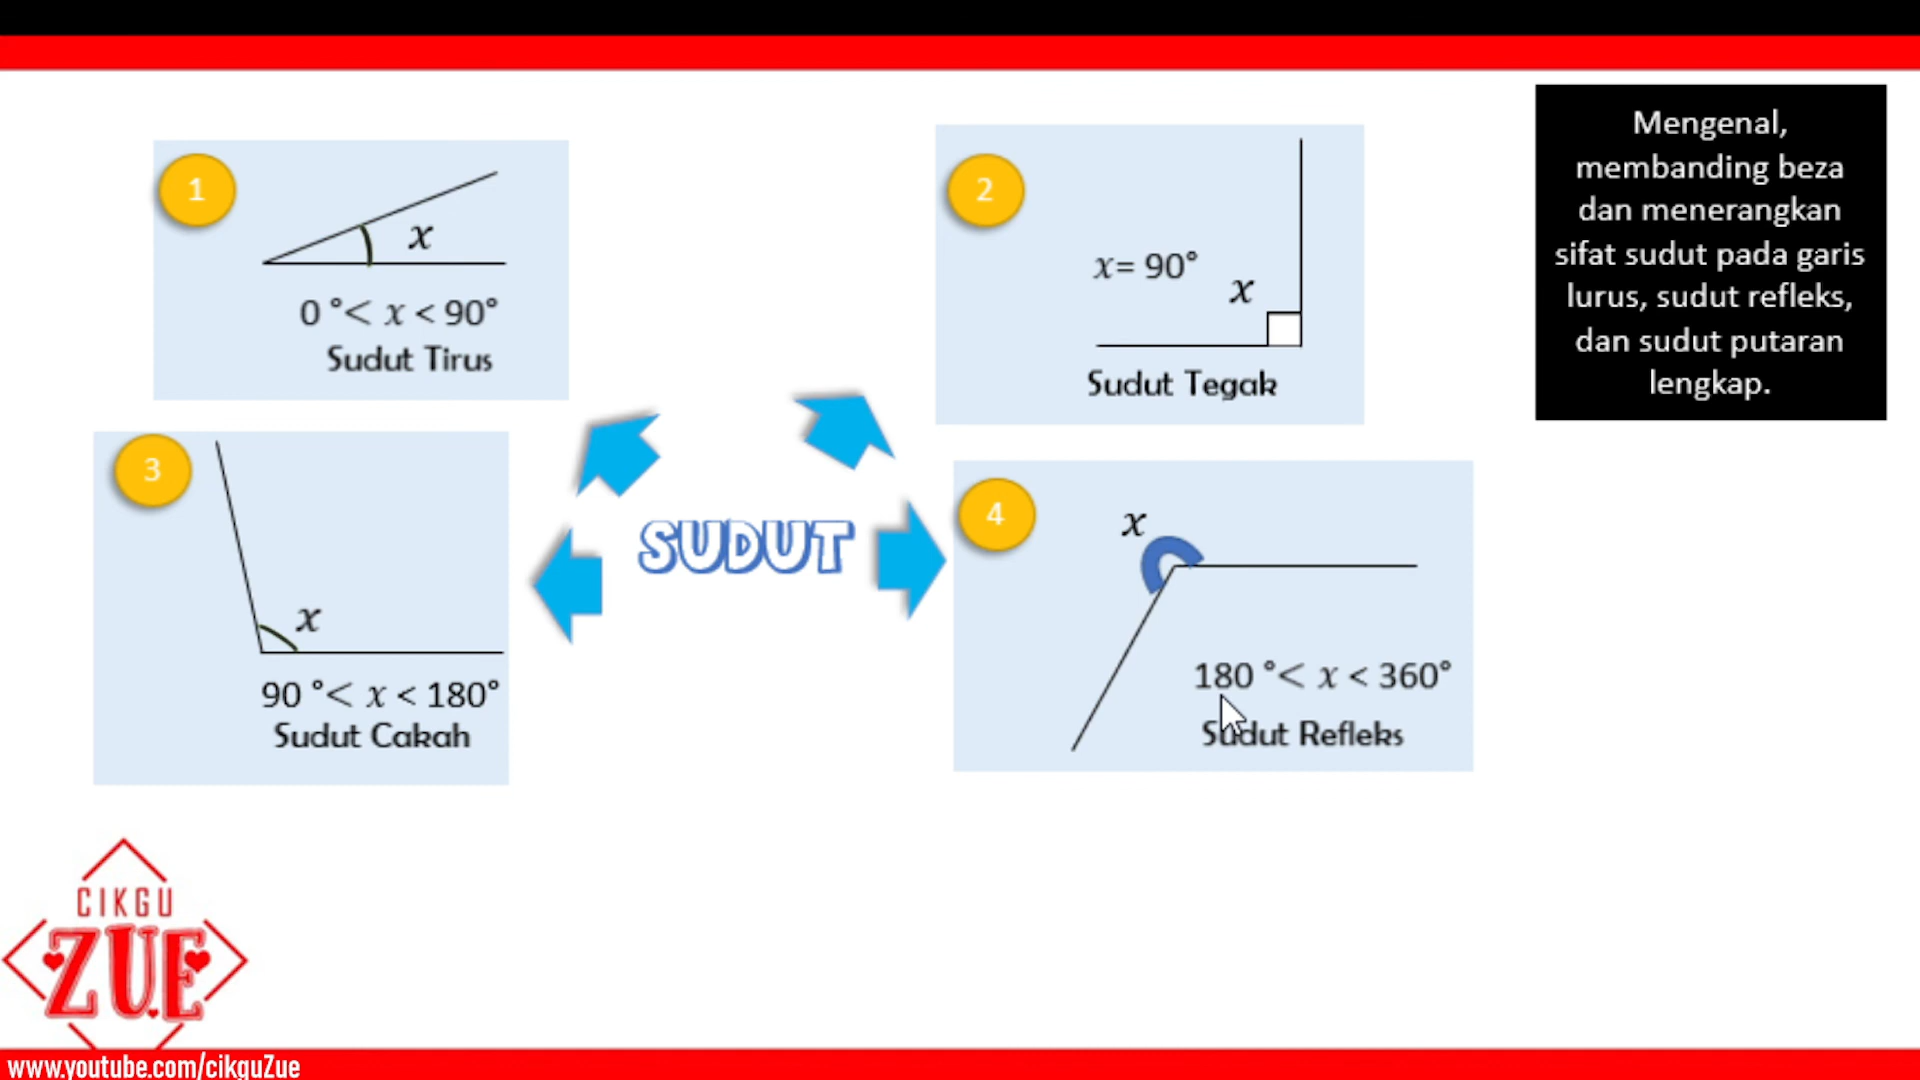 1
x
0 °< x < 90°
Sudut Tirus
2
x= 90°
x
Sudut Tegak
Mengenal,
membanding beza
dan menerangkan
sifat sudut pada garis
lurus, sudut refleks,
dan sudut putaran
lengkap.
3
x
90 °< x < 180°
Sudut Cakah
SUDUT
4
x
180 °< x < 360°
Sudut Refleks
CIKGU
ZUE
www.youtube.com/cikguZue